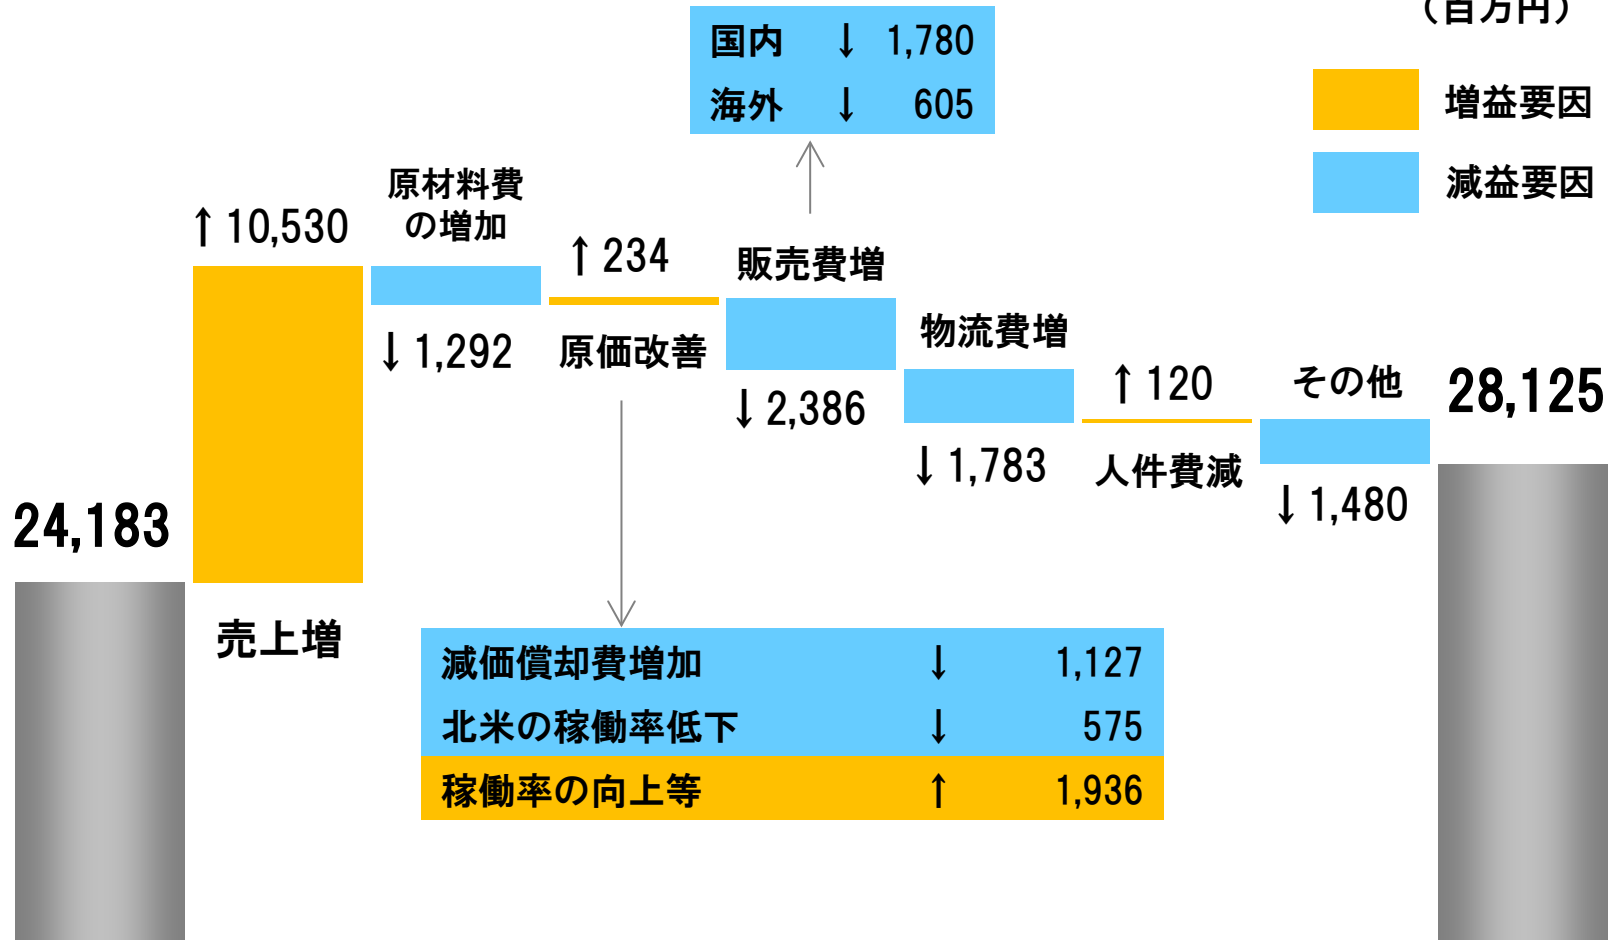 （百万円）
国内 ↓ 1,780
海外 ↓ 605
増益要因
減益要因
↑ 10,530
原材料費
の増加
↓ 1,292
↑ 234
原価改善
販売費増
↓ 2,386
物流費増
↓ 1,783
↑ 120
人件費減
その他
↓ 1,480
28,125
24,183
売上増
減価償却費増加 ↓ 1,127
北米の稼働率低下 ↓ 575
稼働率の向上等 ↑ 1,936